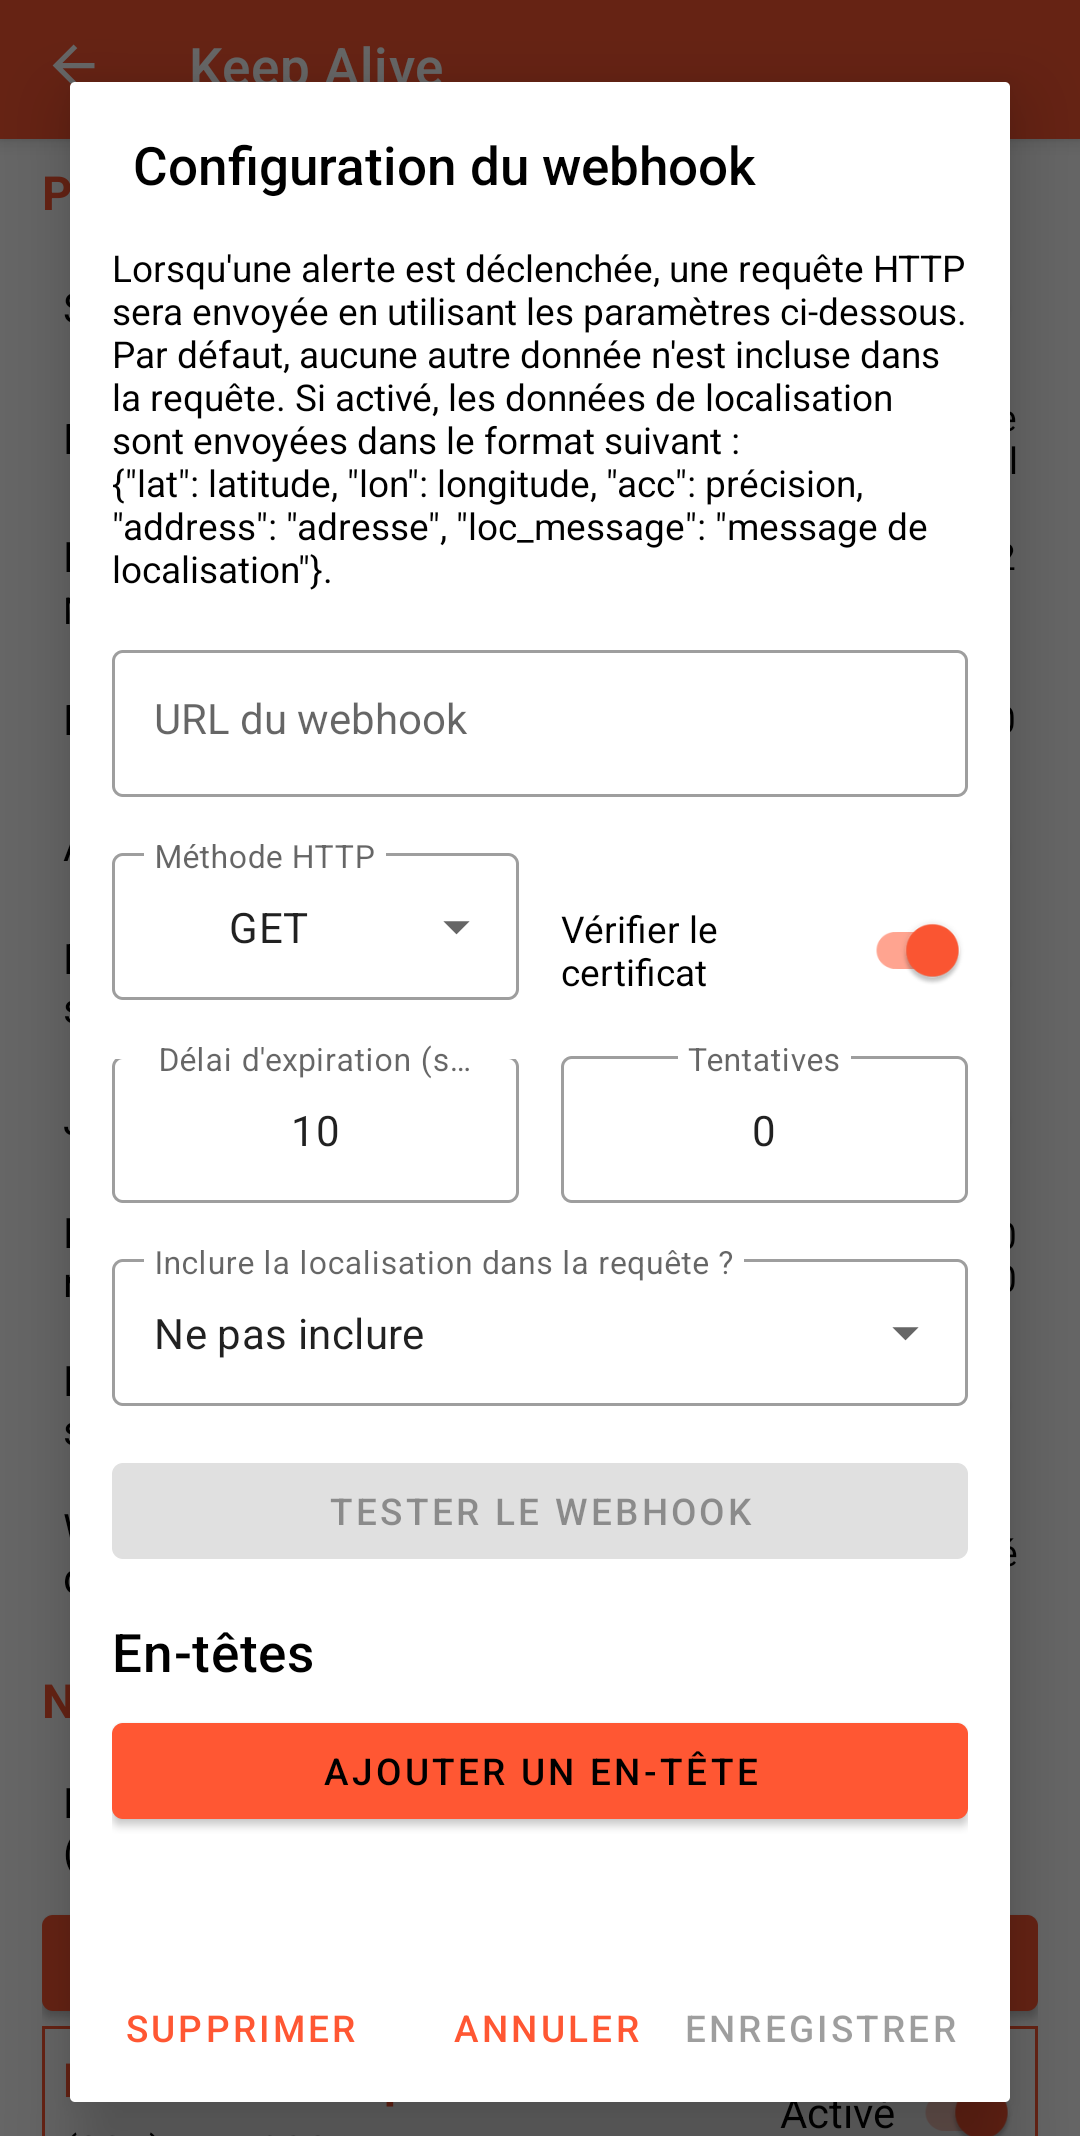 Keep Alive
Configuration du webhook
Lorsqu'une alerte est déclenchée, une requête HTTP
sera envoyée en utilisant les paramètres ci-dessous.
Par défaut, aucune autre donnée n'est incluse dans
la requête. Si activé, les données de localisation
sont envoyées dans le format suivant :
{"lat": latitude, "lon": longitude, "acc": précision,
"address": "adresse", "loc_message": "message de
localisation"}.
URL du webhook
Méthode HTTP
GET
Vérifier le
certificat
Délai d'expiration (s…
10
Tentatives
0
Inclure la localisation dans la requête ?
Ne pas inclure
TESTER LE WEBHOOK
En-têtes
AJOUTER UN EN-TÊTE
SUPPRIMER ANNULER ENREGISTRER